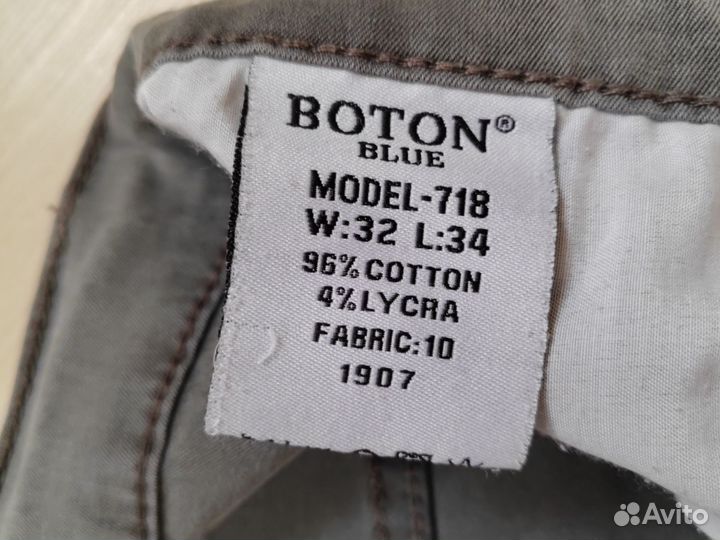 BOTON®
BLUE
MODEL-718
W:32 L:34
96% COTTON
4% LYCRA
FABRIC:10
1907
Avito